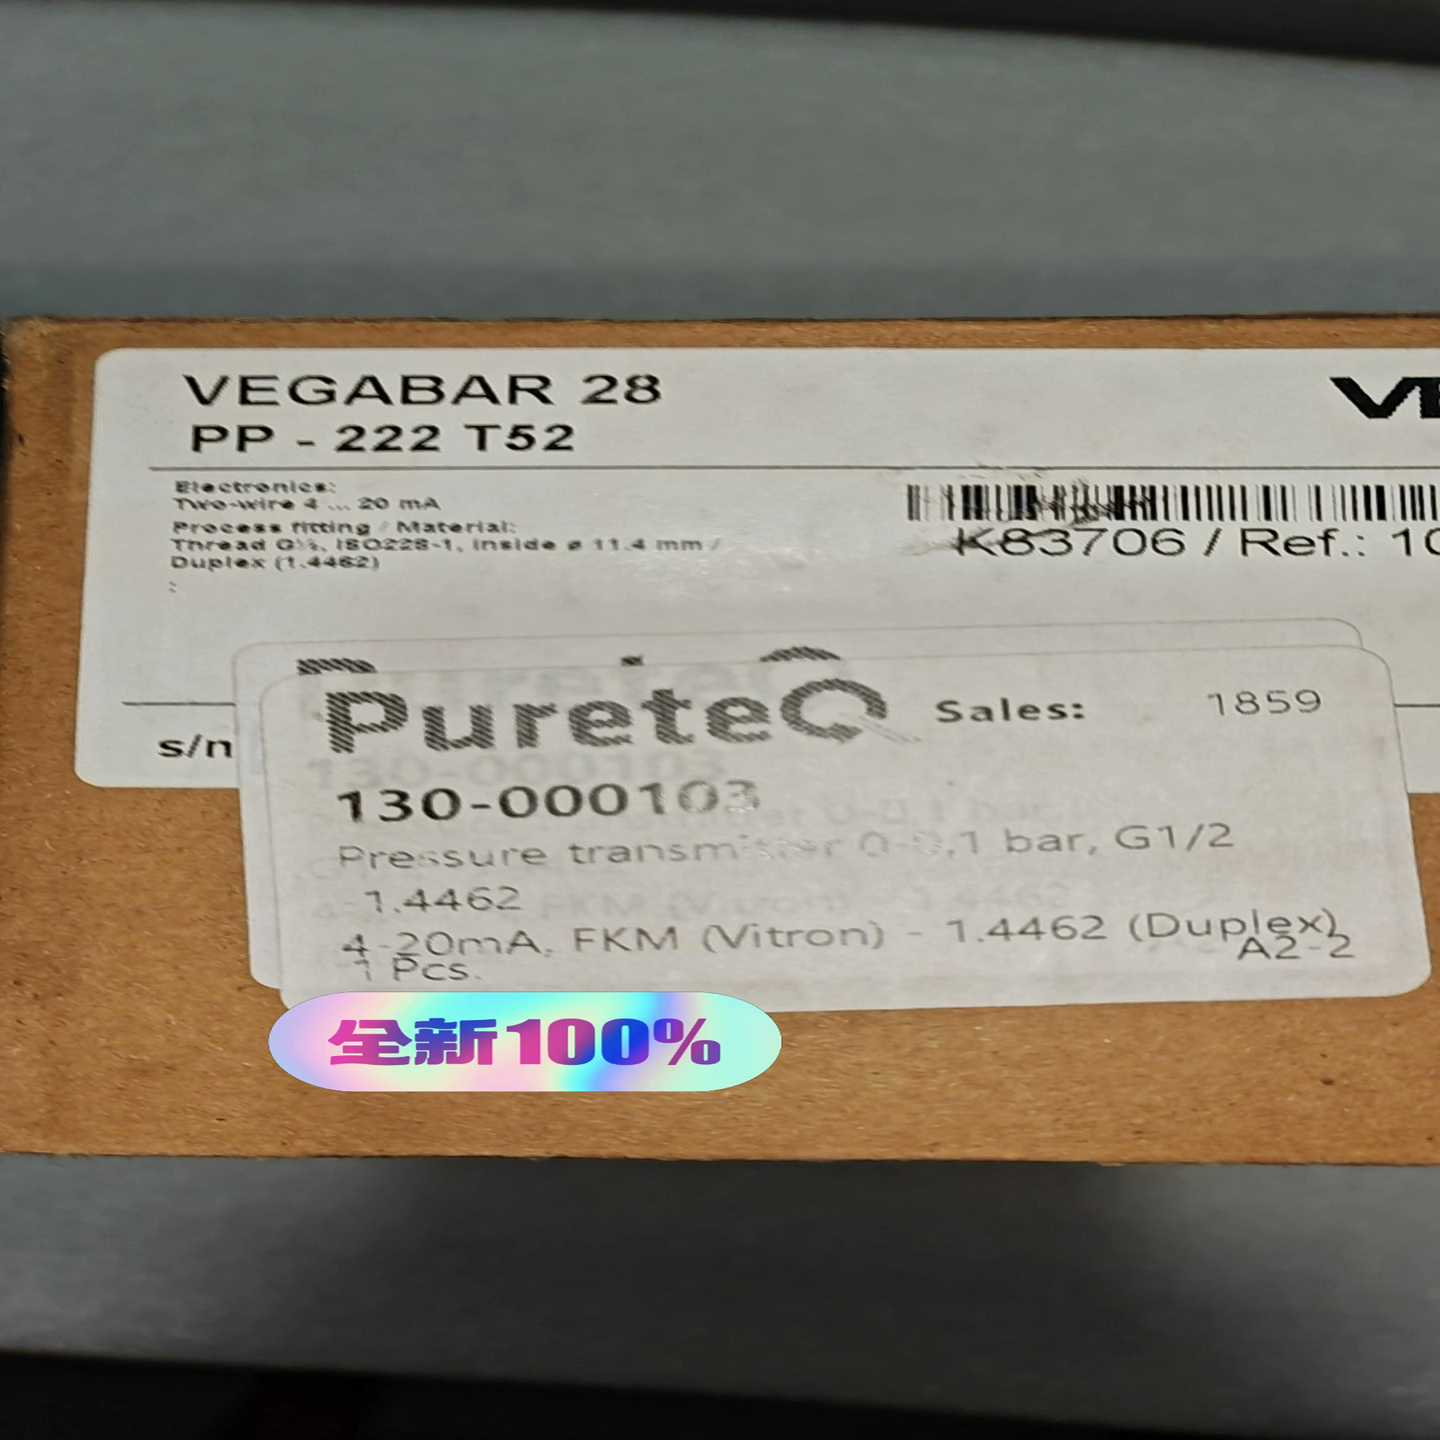 VEGABAR 28
PP - 222 T52
Electronics:
Two-wire 4 ... 20 mA
Process fitting / Material:
Thread G½, ISO228-1, inside ø 11.4 mm /
Duplex (1.4462)
:
K83706 / Ref.: 10
s/n
PureteQ Sales: 1859
130-000103
Pressure transmitter 0-0,1 bar, G1/2
1.4462
4-20mA, FKM (Vitron) - 1.4462 (Duplex),
A2-2
1 Pcs.
全新100%